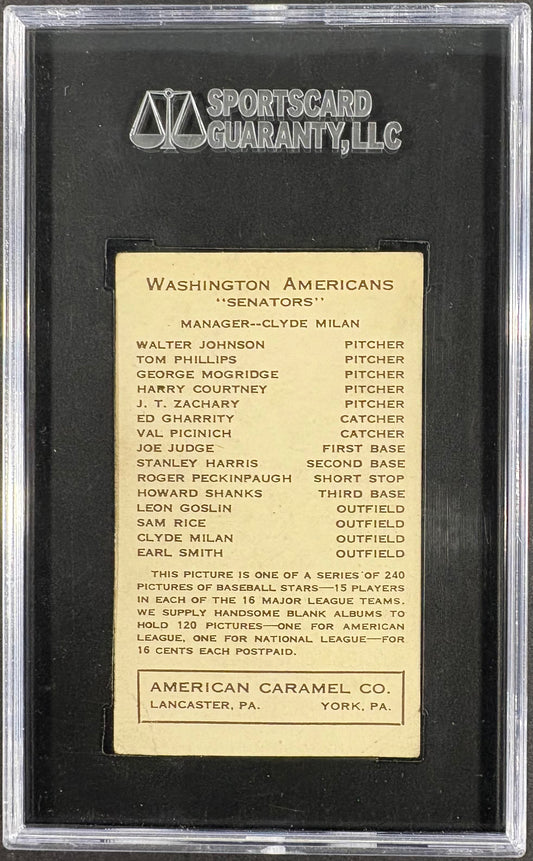 SPORTSCARD
GUARANTY, LLC
WASHINGTON AMERICANS
"SENATORS"
MANAGER--CLYDE MILAN
WALTER JOHNSON PITCHER
TOM PHILLIPS PITCHER
GEORGE MOGRIDGE PITCHER
HARRY COURTNEY PITCHER
J. T. ZACHARY PITCHER
ED GHARRITY CATCHER
VAL PICINICH CATCHER
JOE JUDGE FIRST BASE
STANLEY HARRIS SECOND BASE
ROGER PECKINPAUGH SHORT STOP
HOWARD SHANKS THIRD BASE
LEON GOSLIN OUTFIELD
SAM RICE OUTFIELD
CLYDE MILAN OUTFIELD
EARL SMITH OUTFIELD
THIS PICTURE IS ONE OF A SERIES OF 240
PICTURES OF BASEBALL STARS—15 PLAYERS
IN EACH OF THE 16 MAJOR LEAGUE TEAMS.
WE SUPPLY HANDSOME BLANK ALBUMS TO
HOLD 120 PICTURES—ONE FOR AMERICAN
LEAGUE, ONE FOR NATIONAL LEAGUE—FOR
16 CENTS EACH POSTPAID.
AMERICAN CARAMEL CO.
LANCASTER, PA. YORK, PA.